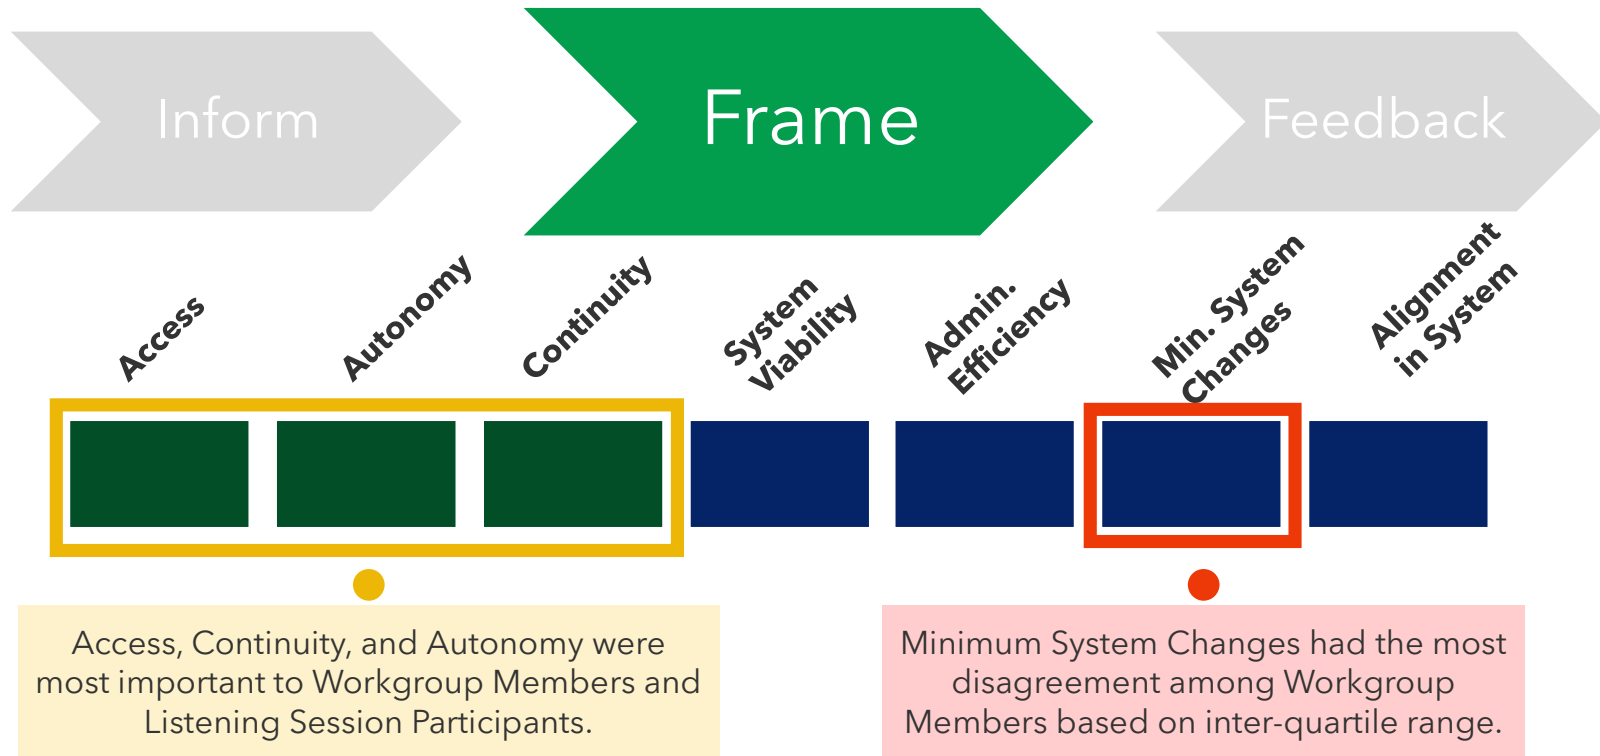 Inform
Frame
Feedback
Access
Autonomy
Continuity
System
Viability
Admin.
Efficiency
Min. System
Changes
Alignment
in System
Access, Continuity, and Autonomy were
most important to Workgroup Members and
Listening Session Participants.
Minimum System Changes had the most
disagreement among Workgroup
Members based on inter-quartile range.